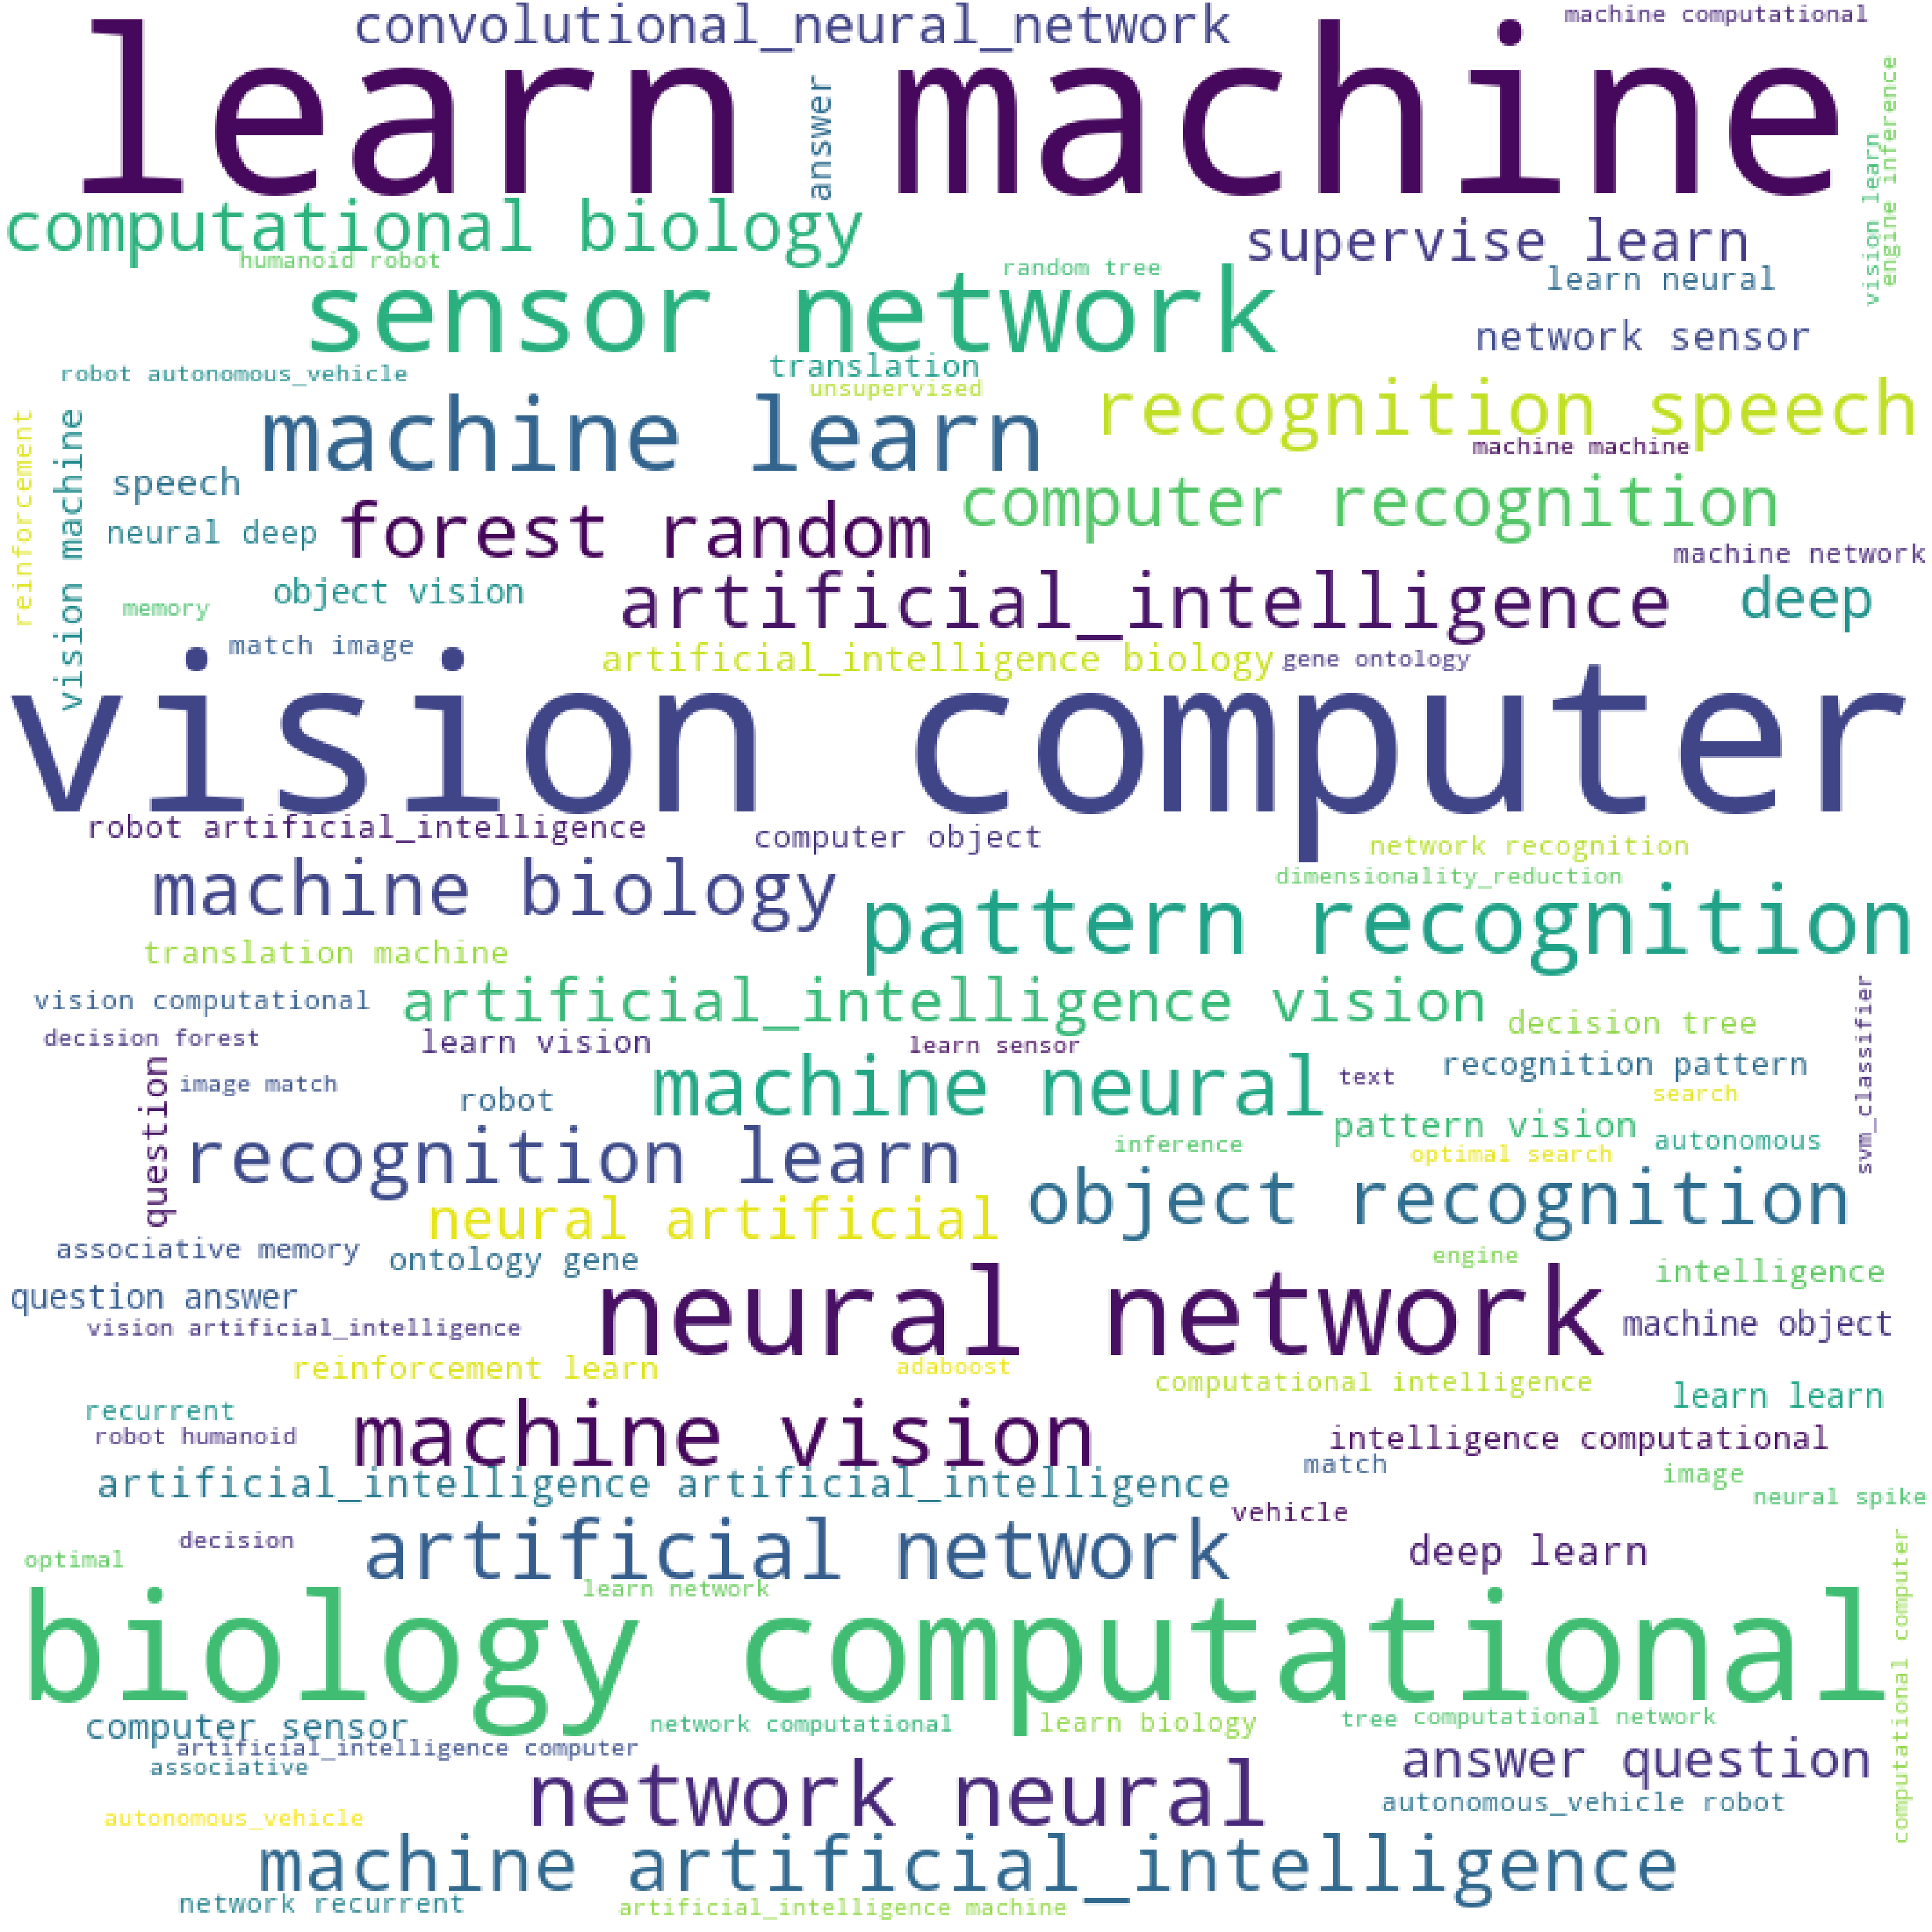 machine computational
convolutional_neural_network
learn machine
answer
engine inference
vision learn
computational biology
supervise learn
humanoid robot
random tree
learn neural
sensor network
network sensor
translation
robot autonomous_vehicle
unsupervised
machine learn
recognition speech
reinforcement
vision machine
machine machine
speech
computer recognition
forest random
neural deep
machine network
object vision
artificial_intelligence
deep
memory
match image
artificial_intelligence biology
gene ontology
vision computer
robot artificial_intelligence
computer object
network recognition
machine biology
dimensionality_reduction
pattern recognition
translation machine
vision computational
artificial_intelligence vision
decision tree
svm_classifier
decision forest
learn vision
learn sensor
recognition pattern
question
image match
machine neural
text
search
robot
pattern vision
autonomous
recognition learn
inference
optimal search
object recognition
neural artificial
associative memory
ontology gene
engine
intelligence
question answer
neural network
machine object
vision artificial_intelligence
reinforcement learn
adaboost
computational intelligence
learn learn
recurrent
robot humanoid
machine vision
intelligence computational
match
image
artificial_intelligence artificial_intelligence
neural spike
vehicle
decision
artificial network
deep learn
optimal
learn network
computational computer
biology computational
computer sensor
network computational
learn biology
tree
computational network
artificial_intelligence computer
associative
answer question
network neural
autonomous_vehicle robot
autonomous_vehicle
machine artificial_intelligence
network recurrent
artificial_intelligence machine